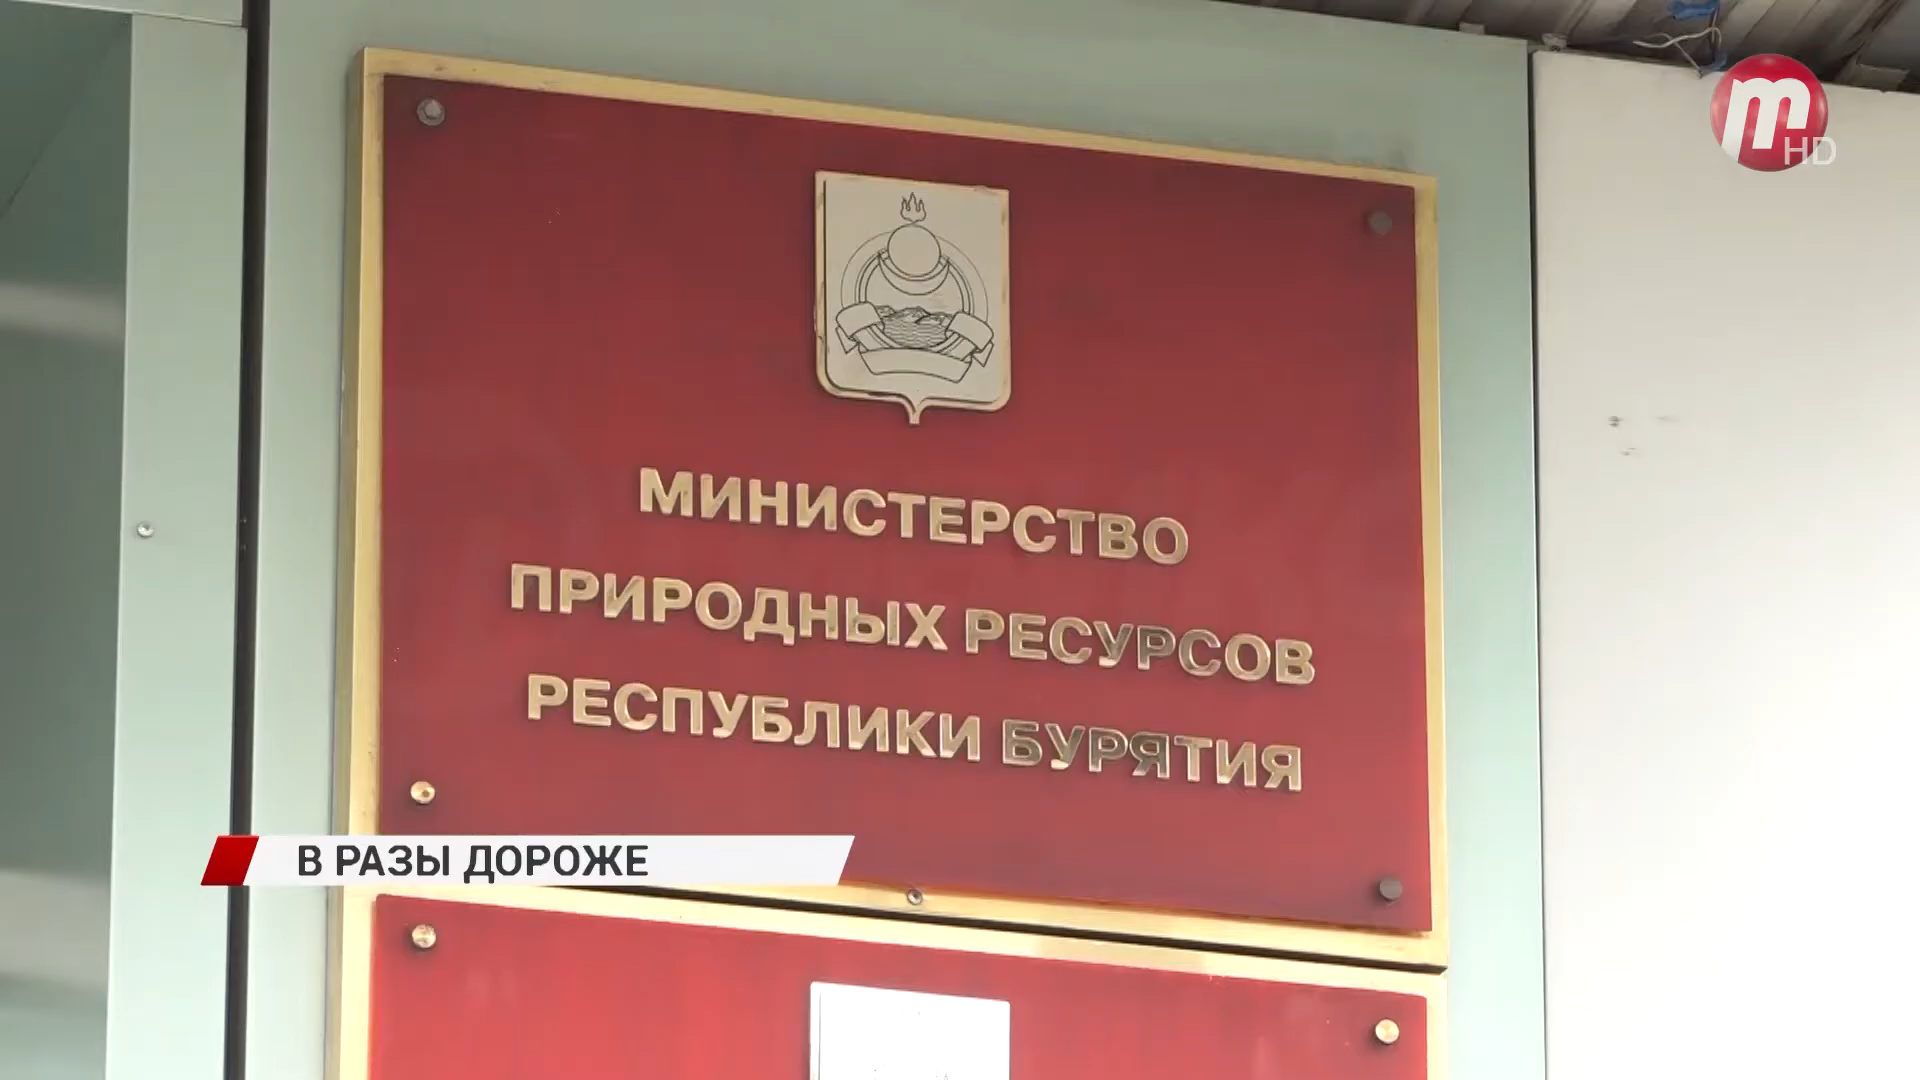 m HD
МИНИСТЕРСТВО
ПРИРОДНЫХ РЕСУРСОВ
РЕСПУБЛИКИ БУРЯТИЯ
В РАЗЫ ДОРОЖЕ